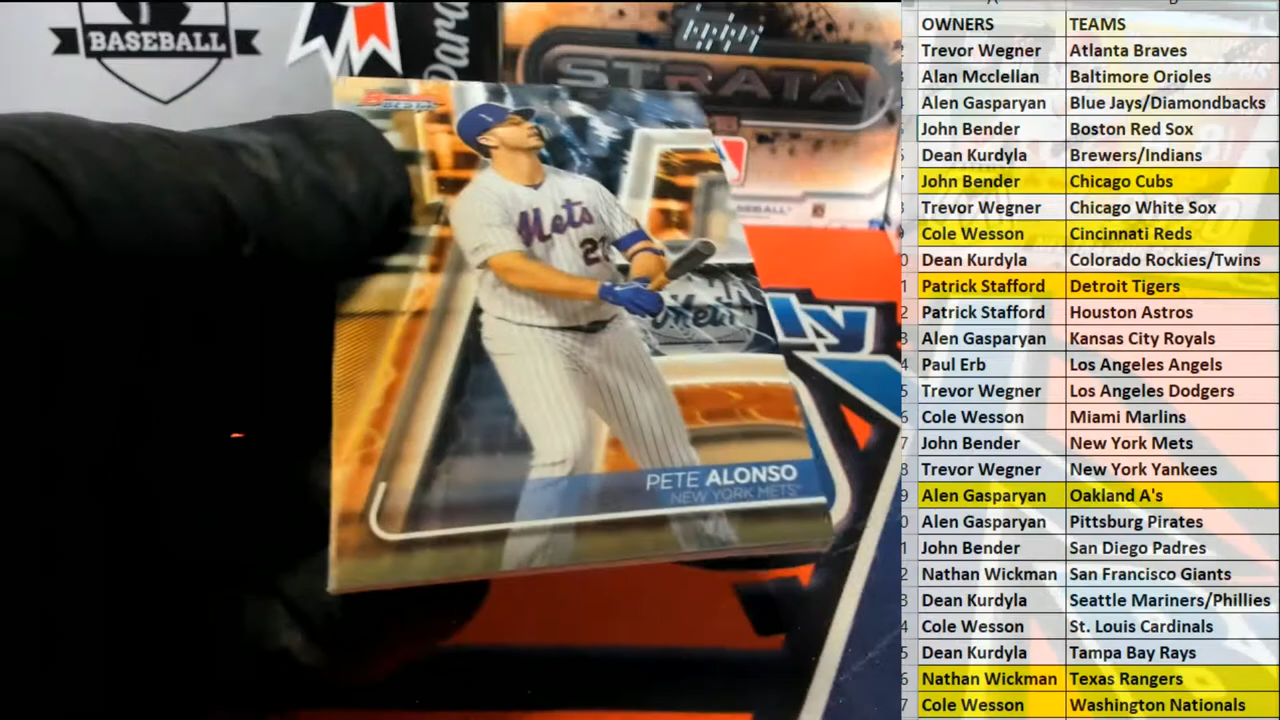 BASEBALL
STRATA
BASEBALL
Bowman's
BEST
Mets
ly
PETE ALONSO
NEW YORK METS
OWNERS TEAMS
Trevor Wegner Atlanta Braves
Alan Mcclellan Baltimore Orioles
Alen Gasparyan Blue Jays/Diamondbacks
John Bender Boston Red Sox
Dean Kurdyla Brewers/Indians
John Bender Chicago Cubs
Trevor Wegner Chicago White Sox
Cole Wesson Cincinnati Reds
Dean Kurdyla Colorado Rockies/Twins
Patrick Stafford Detroit Tigers
Patrick Stafford Houston Astros
Alen Gasparyan Kansas City Royals
Paul Erb Los Angeles Angels
Trevor Wegner Los Angeles Dodgers
Cole Wesson Miami Marlins
John Bender New York Mets
Trevor Wegner New York Yankees
Alen Gasparyan Oakland A's
Alen Gasparyan Pittsburg Pirates
John Bender San Diego Padres
Nathan Wickman San Francisco Giants
Dean Kurdyla Seattle Mariners/Phillies
Cole Wesson St. Louis Cardinals
Dean Kurdyla Tampa Bay Rays
Nathan Wickman Texas Rangers
Cole Wesson Washington Nationals